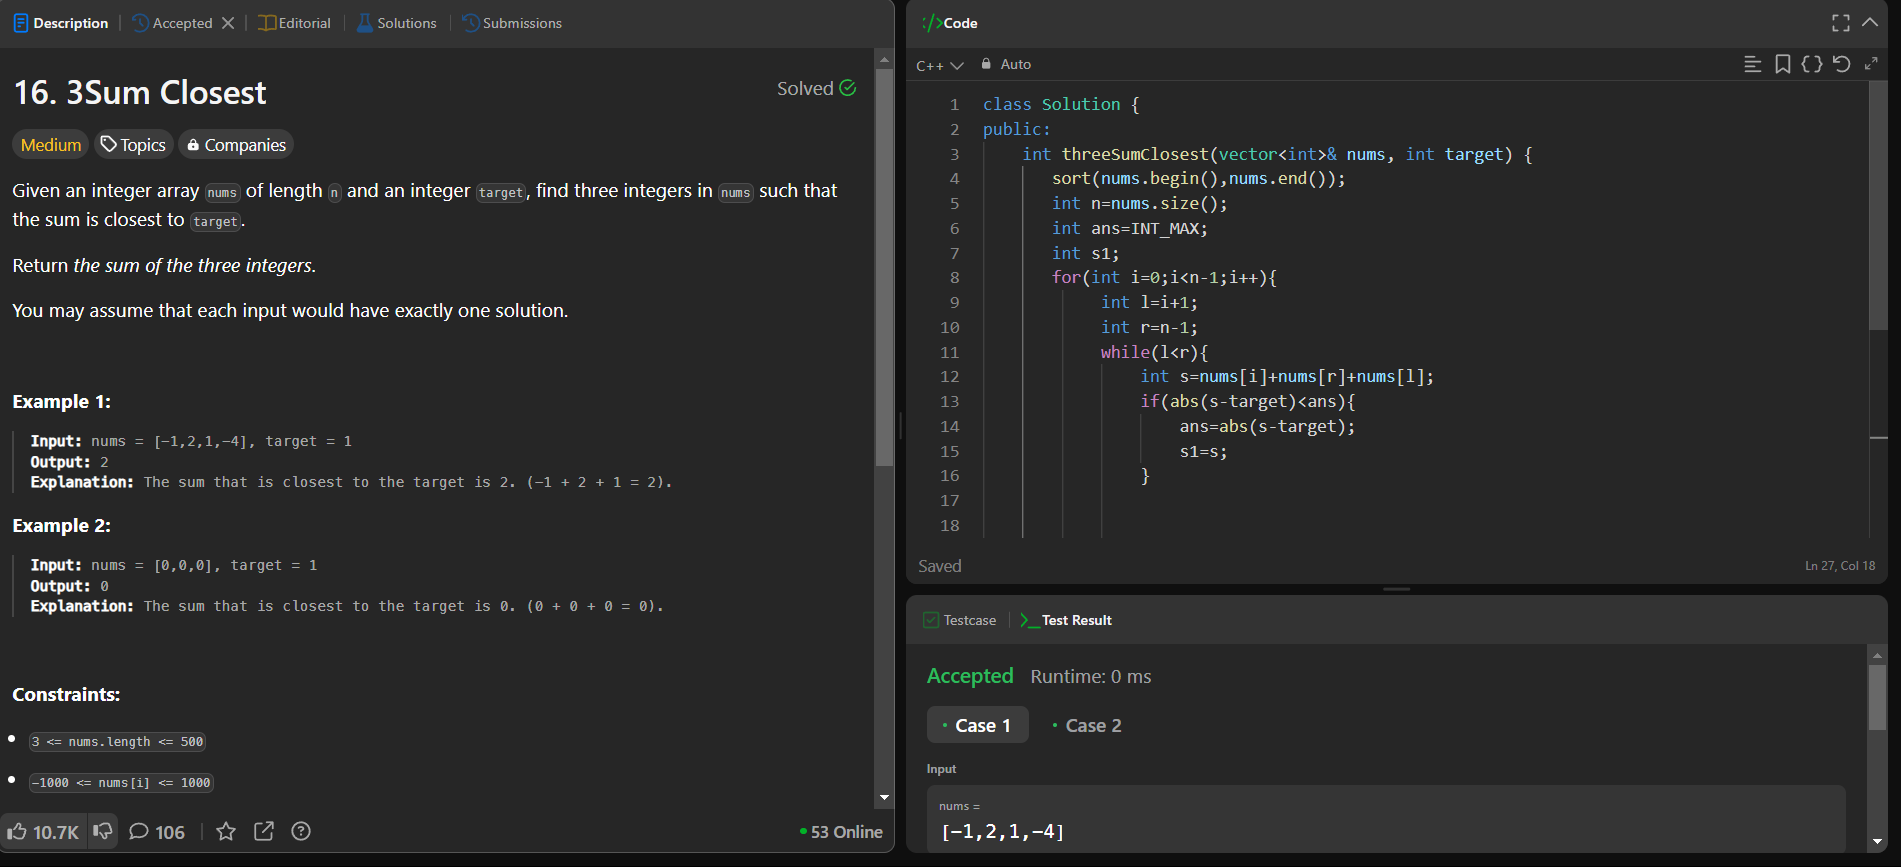 Description
Accepted
Editorial
Solutions
Submissions
16. 3Sum Closest
Solved
Medium
Topics
Companies
Given an integer array nums of length n and an integer target, find three integers in nums such that
the sum is closest to target.
Return the sum of the three integers.
You may assume that each input would have exactly one solution.
Example 1:
Input: nums = [-1,2,1,-4], target = 1
Output: 2
Explanation: The sum that is closest to the target is 2. (-1 + 2 + 1 = 2).
Example 2:
Input: nums = [0,0,0], target = 1
Output: 0
Explanation: The sum that is closest to the target is 0. (0 + 0 + 0 = 0).
Constraints:
3 <= nums.length <= 500
-1000 <= nums[i] <= 1000
10.7K
106
53 Online
Code
C++
Auto
1 class Solution {
2 public:
3 int threeSumClosest(vector<int>& nums, int target) {
4 sort(nums.begin(),nums.end());
5 int n=nums.size();
6 int ans=INT_MAX;
7 int s1;
8 for(int i=0;i<n-1;i++){
9 int l=i+1;
10 int r=n-1;
11 while(l<r){
12 int s=nums[i]+nums[r]+nums[l];
13 if(abs(s-target)<ans){
14 ans=abs(s-target);
15 s1=s;
16 }
17
18
Saved
Ln 27, Col 18
Testcase
Test Result
Accepted
Runtime: 0 ms
Case 1
Case 2
Input
nums =
[-1,2,1,-4]